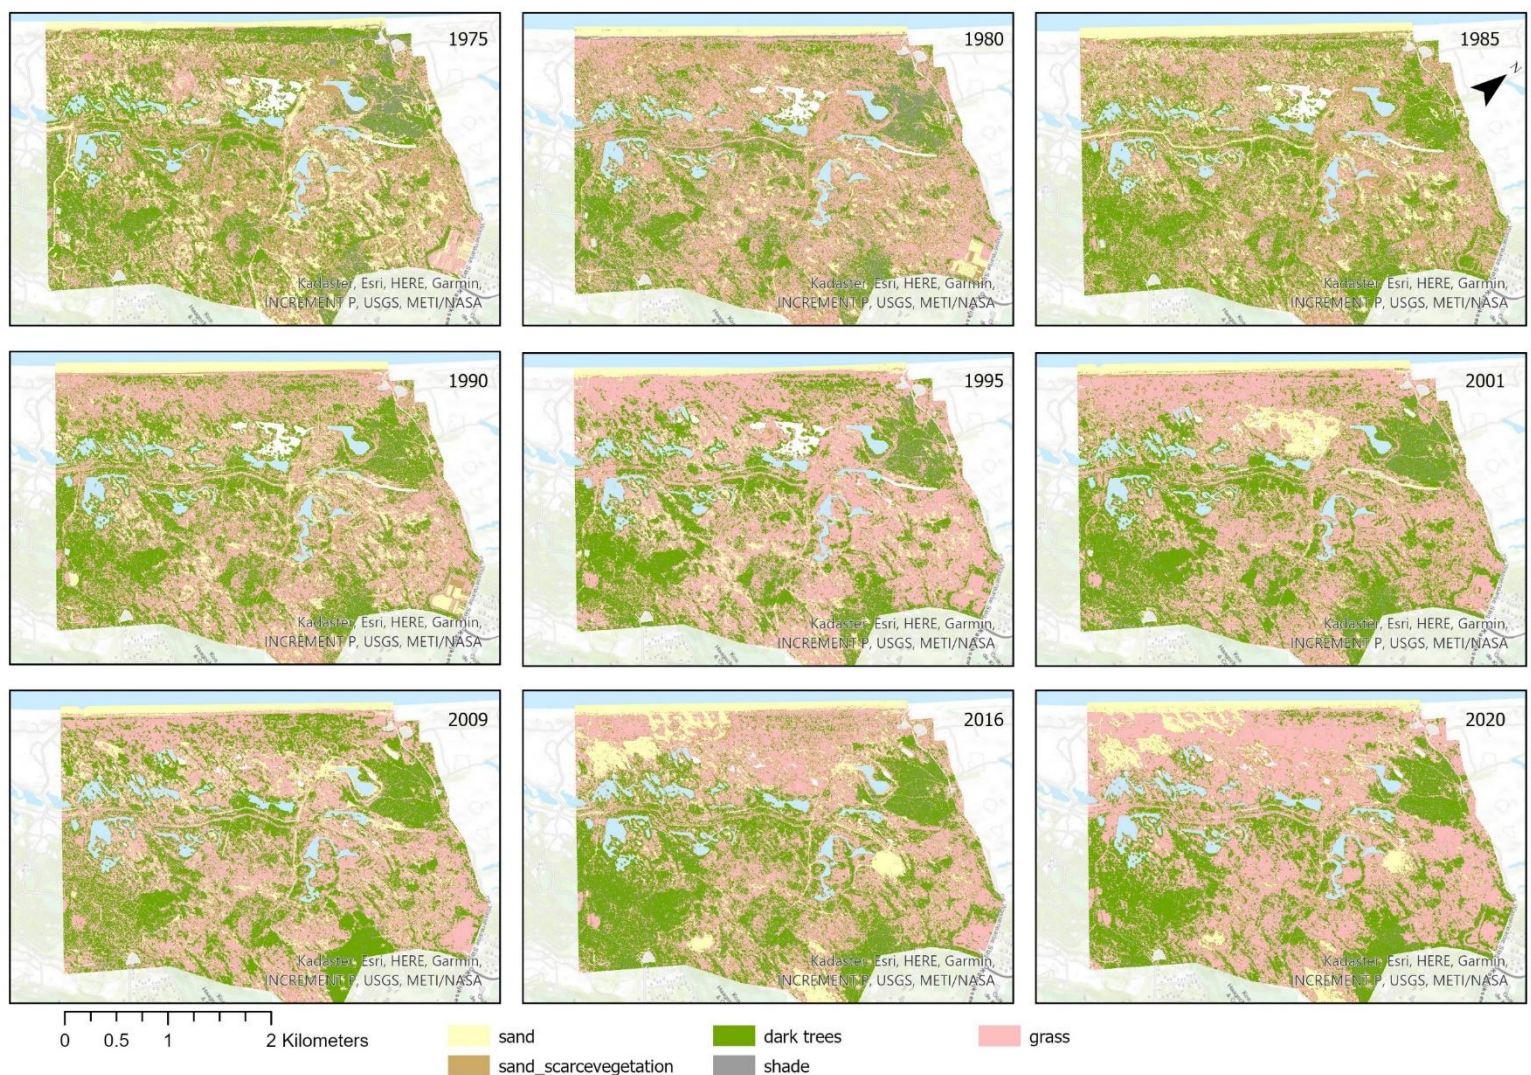 1975
Kadaster, Esri, HERE, Garmin,
INCREMENT P, USGS, METI/NASA
1980
Kadaster, Esri, HERE, Garmin,
INCREMENT P, USGS, METI/NASA
1985
N
Kadaster, Esri, HERE, Garmin,
INCREMENT P, USGS, METI/NASA
1990
Kadaster, Esri, HERE, Garmin,
INCREMENT P, USGS, METI/NASA
1995
Kadaster, Esri, HERE, Garmin,
INCREMENT P, USGS, METI/NASA
2001
Kadaster, Esri, HERE, Garmin,
INCREMENT P, USGS, METI/NASA
2009
Kadaster, Esri, HERE, Garmin,
INCREMENT P, USGS, METI/NASA
2016
Kadaster, Esri, HERE, Garmin,
INCREMENT P, USGS, METI/NASA
2020
Kadaster, Esri, HERE, Garmin,
INCREMENT P, USGS, METI/NASA
0 0.5 1 2 Kilometers
sand
dark trees
grass
sand_scarcevegetation
shade